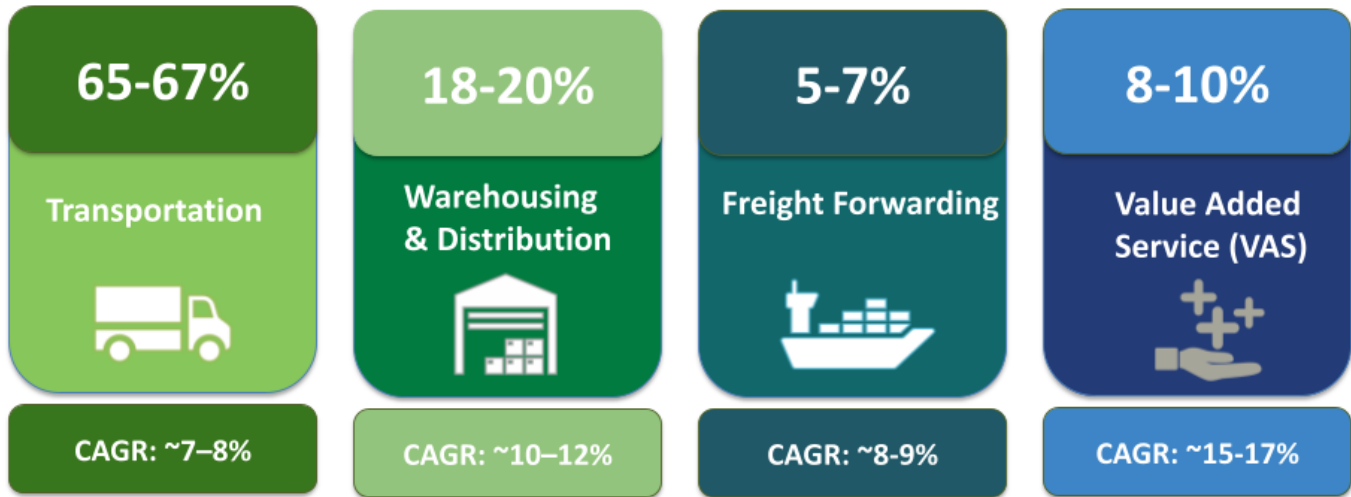 65-67%
Transportation
CAGR: ~7–8%
18-20%
Warehousing
& Distribution
CAGR: ~10–12%
5-7%
Freight Forwarding
CAGR: ~8-9%
8-10%
Value Added
Service (VAS)
CAGR: ~15-17%